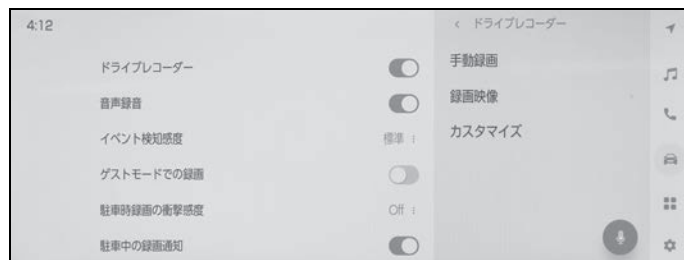 4:12
ドライブレコーダー
音声録音
イベント検知感度 標準
ゲストモードでの録画
駐車時録画の衝撃感度 Off
駐車中の録画通知
< ドライブレコーダー
手動録画
録画映像
カスタマイズ